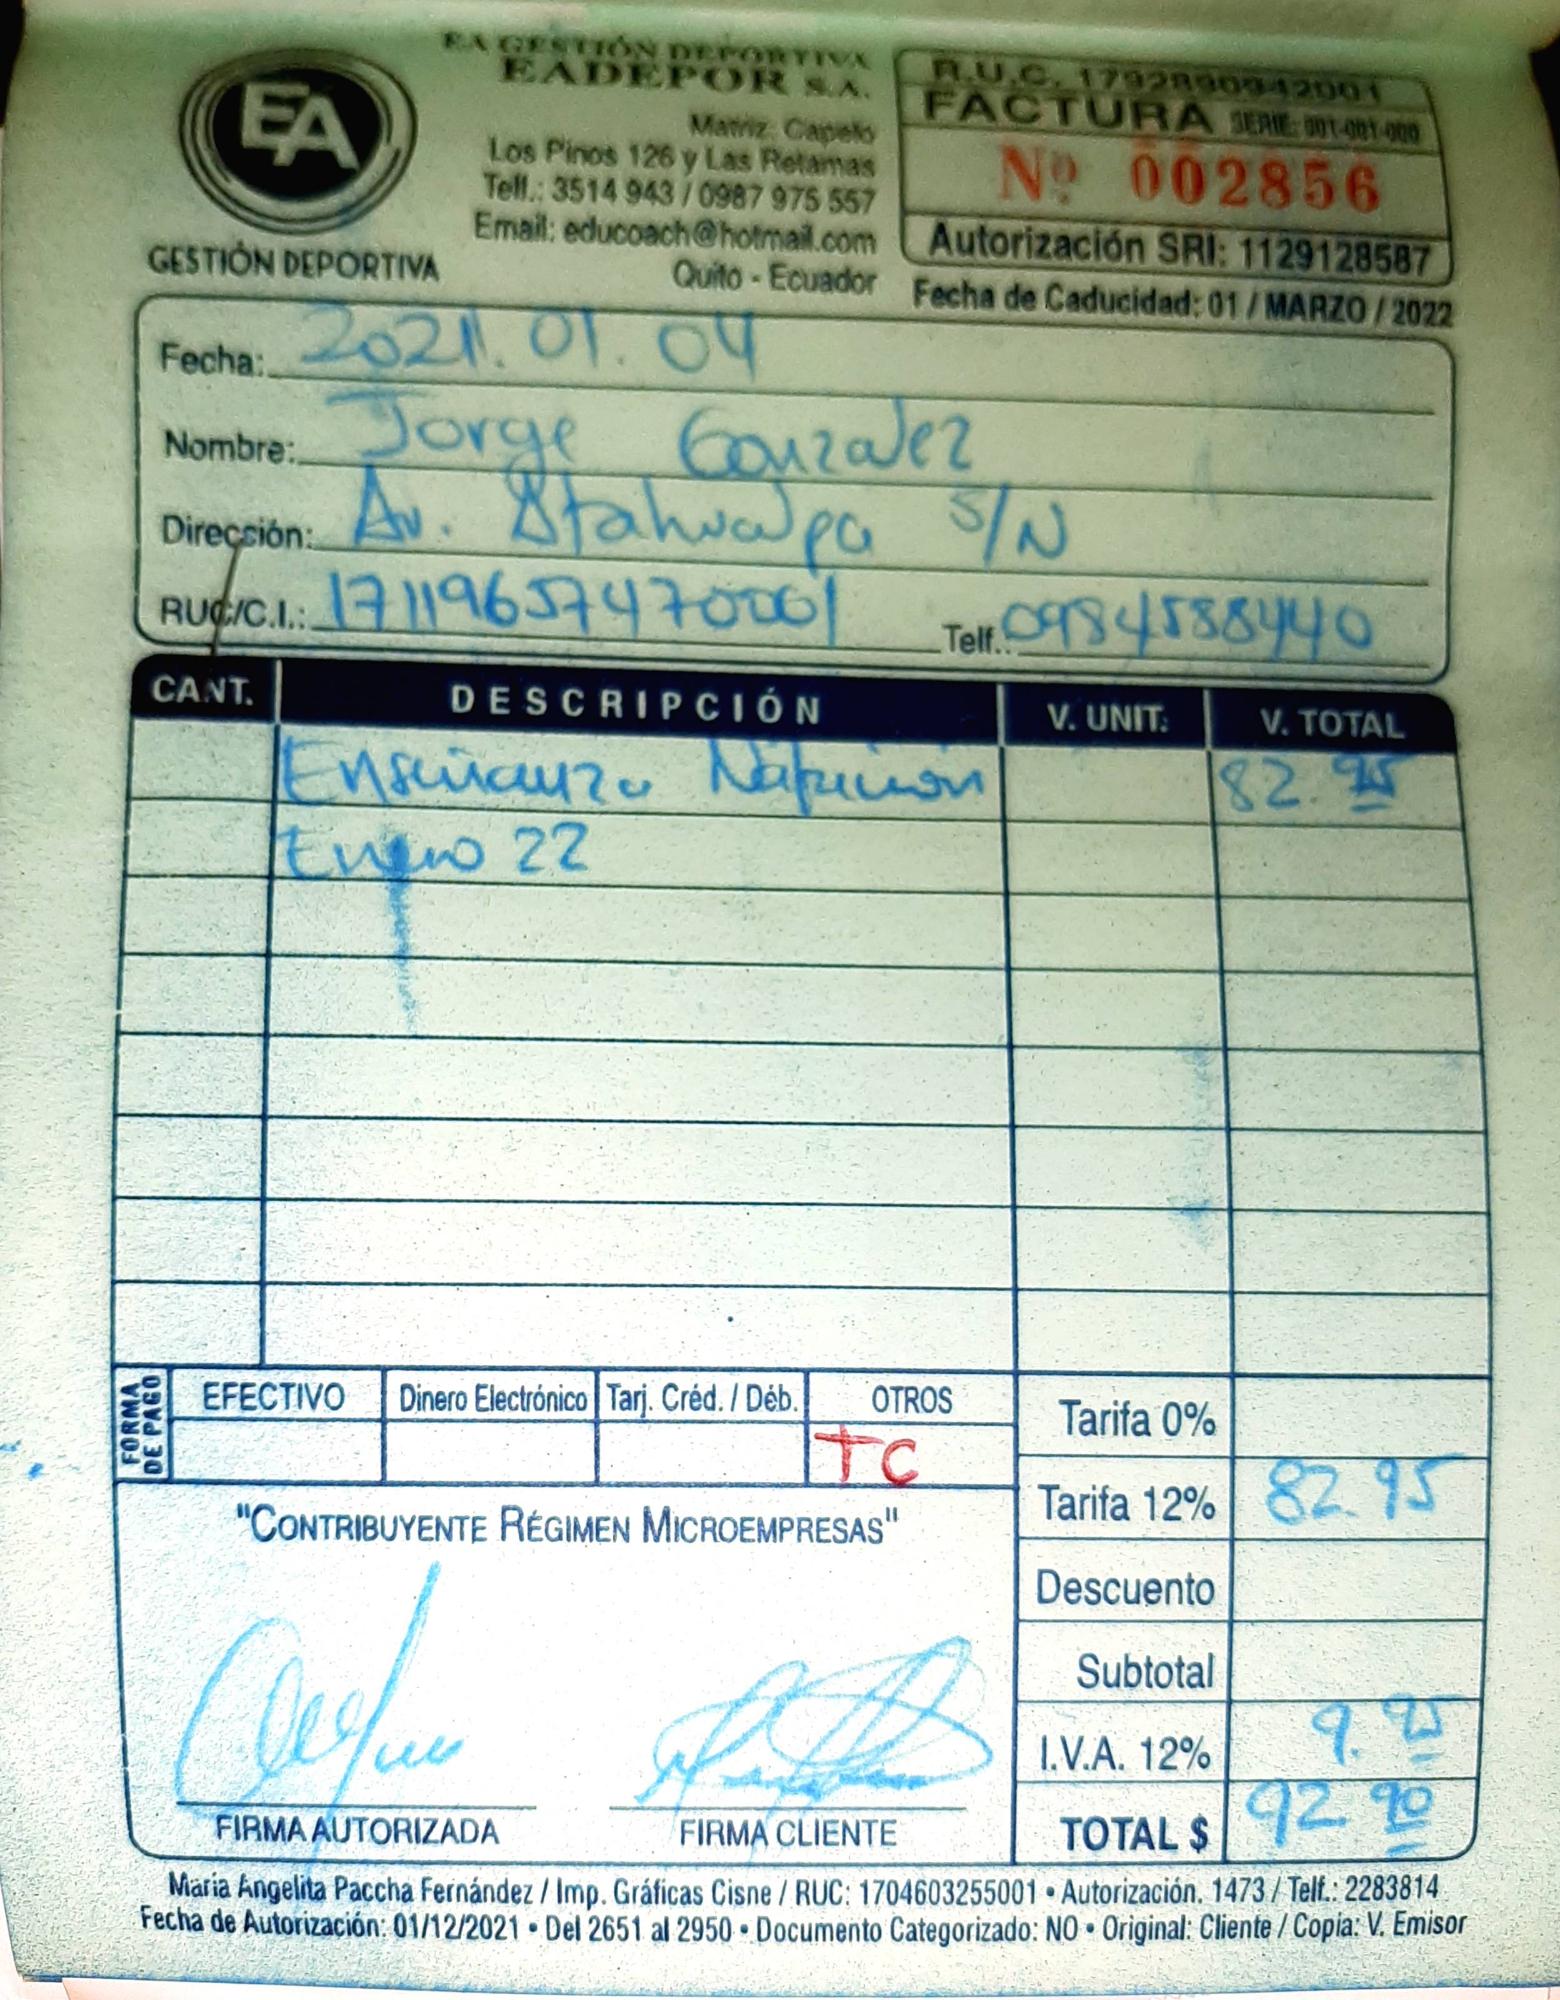 EA
GESTIÓN DEPORTIVA
EA GESTIÓN DEPORTIVA
EADEPOR S.A.
Matriz: Capelo
Los Pinos 126 y Las Retamas
Telf.: 3514 943 / 0987 975 557
Email: educoach@hotmail.com
Quito - Ecuador
R.U.C. 1792890942001
FACTURA SERIE: 001-001-000
Nº 002856
Autorización SRI: 1129128587
Fecha de Caducidad: 01 / MARZO / 2022
Fecha: 2021.01.04
Nombre: Jorge Gonzalez
Dirección: Av. Atahualpa S/N
RUC/C.I.: 17119657470001 Telf.: 0984588440
CANT. DESCRIPCIÓN V. UNIT. V. TOTAL
Enseñanza Natación 82.95
Enero 22
FORMA DE PAGO
EFECTIVO Dinero Electrónico Tarj. Créd. / Déb. OTROS
TC
Tarifa 0%
Tarifa 12% 82.95
Descuento
Subtotal
I.V.A. 12% 9.95
TOTAL $ 92.90
"CONTRIBUYENTE RÉGIMEN MICROEMPRESAS"
FIRMA AUTORIZADA FIRMA CLIENTE
María Angelita Paccha Fernández / Imp. Gráficas Cisne / RUC: 1704603255001 • Autorización. 1473 / Telf.: 2283814
Fecha de Autorización: 01/12/2021 • Del 2651 al 2950 • Documento Categorizado: NO • Original: Cliente / Copia: V. Emisor